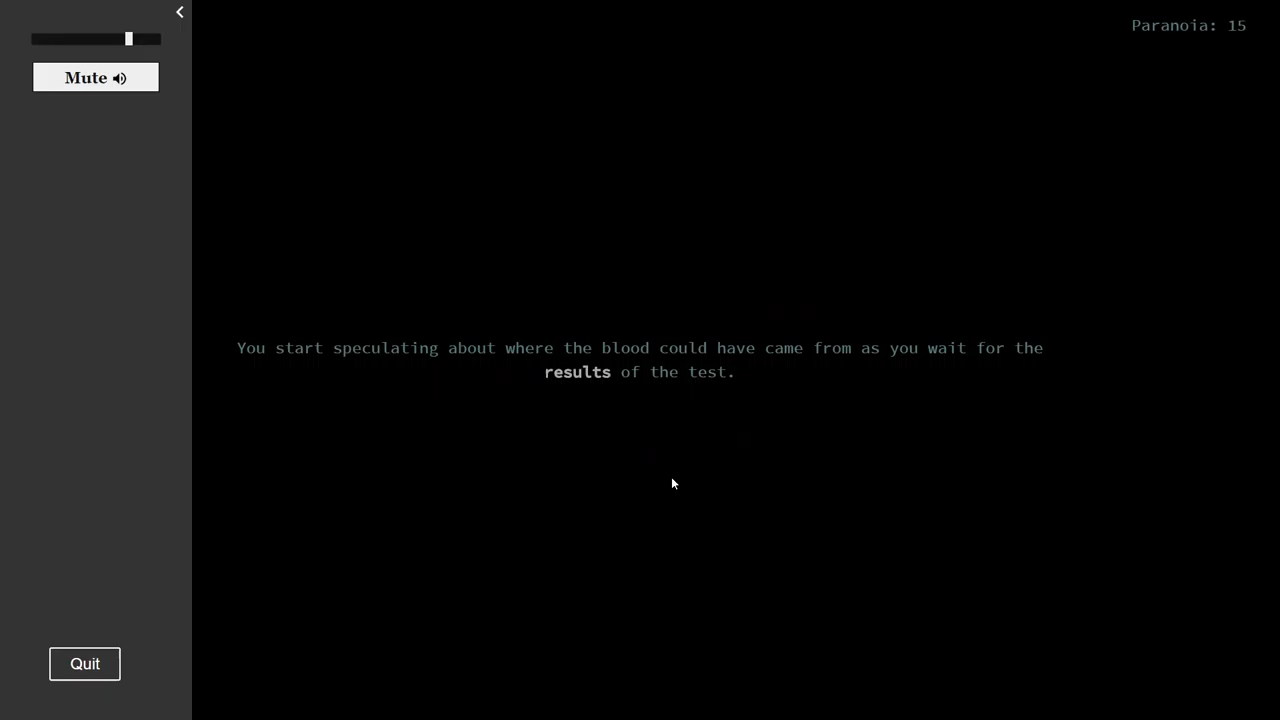 Paranoia: 15
Mute
You start speculating about where the blood could have came from as you wait for the
results of the test.
Quit